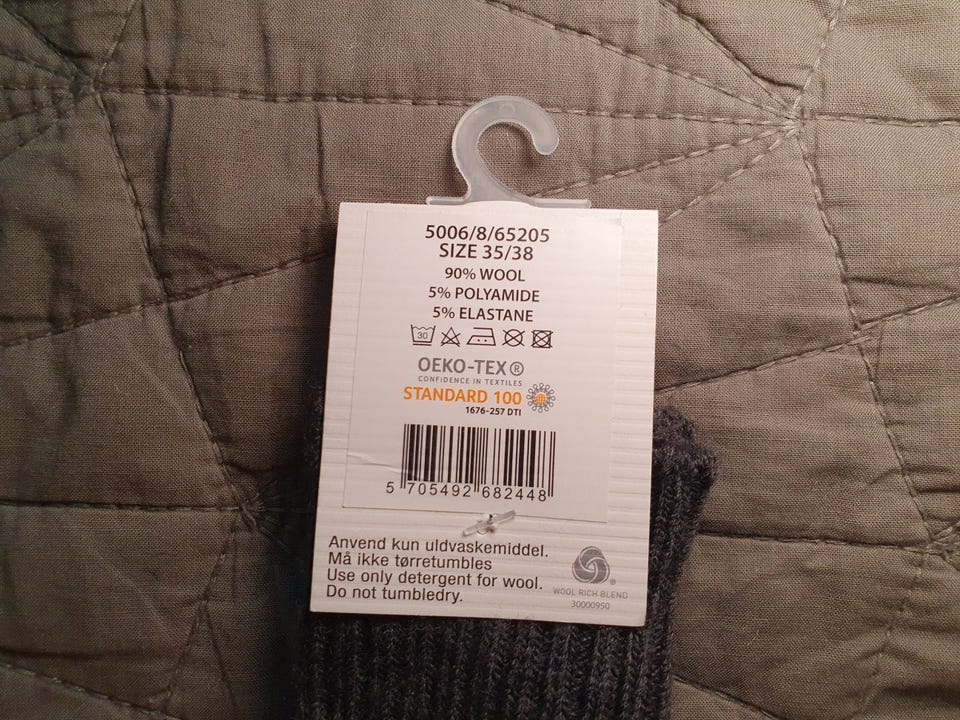 5006/8/65205
SIZE 35/38
90% WOOL
5% POLYAMIDE
5% ELASTANE
30
OEKO-TEX®
CONFIDENCE IN TEXTILES
STANDARD 100
1676-257 DTI
5 705492 682448
Anvend kun uldvaskemiddel.
Må ikke tørretumbles
Use only detergent for wool.
Do not tumbledry.
®
WOOL RICH BLEND
30000950